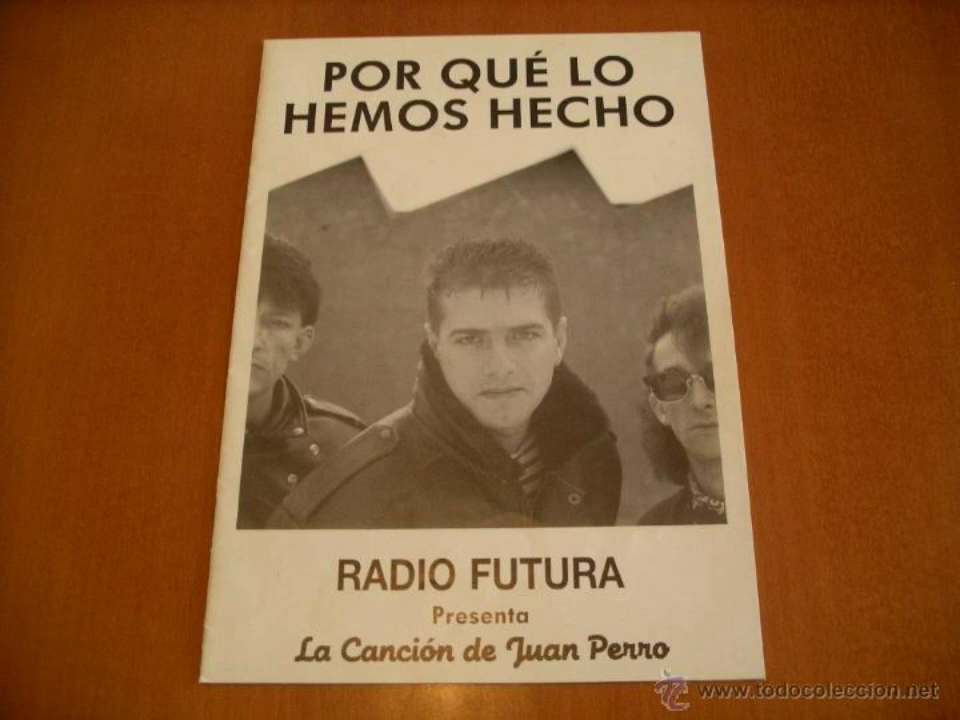 POR QUÉ LO
HEMOS HECHO
RADIO FUTURA
Presenta
La Canción de Juan Perro
www.todocoleccion.net